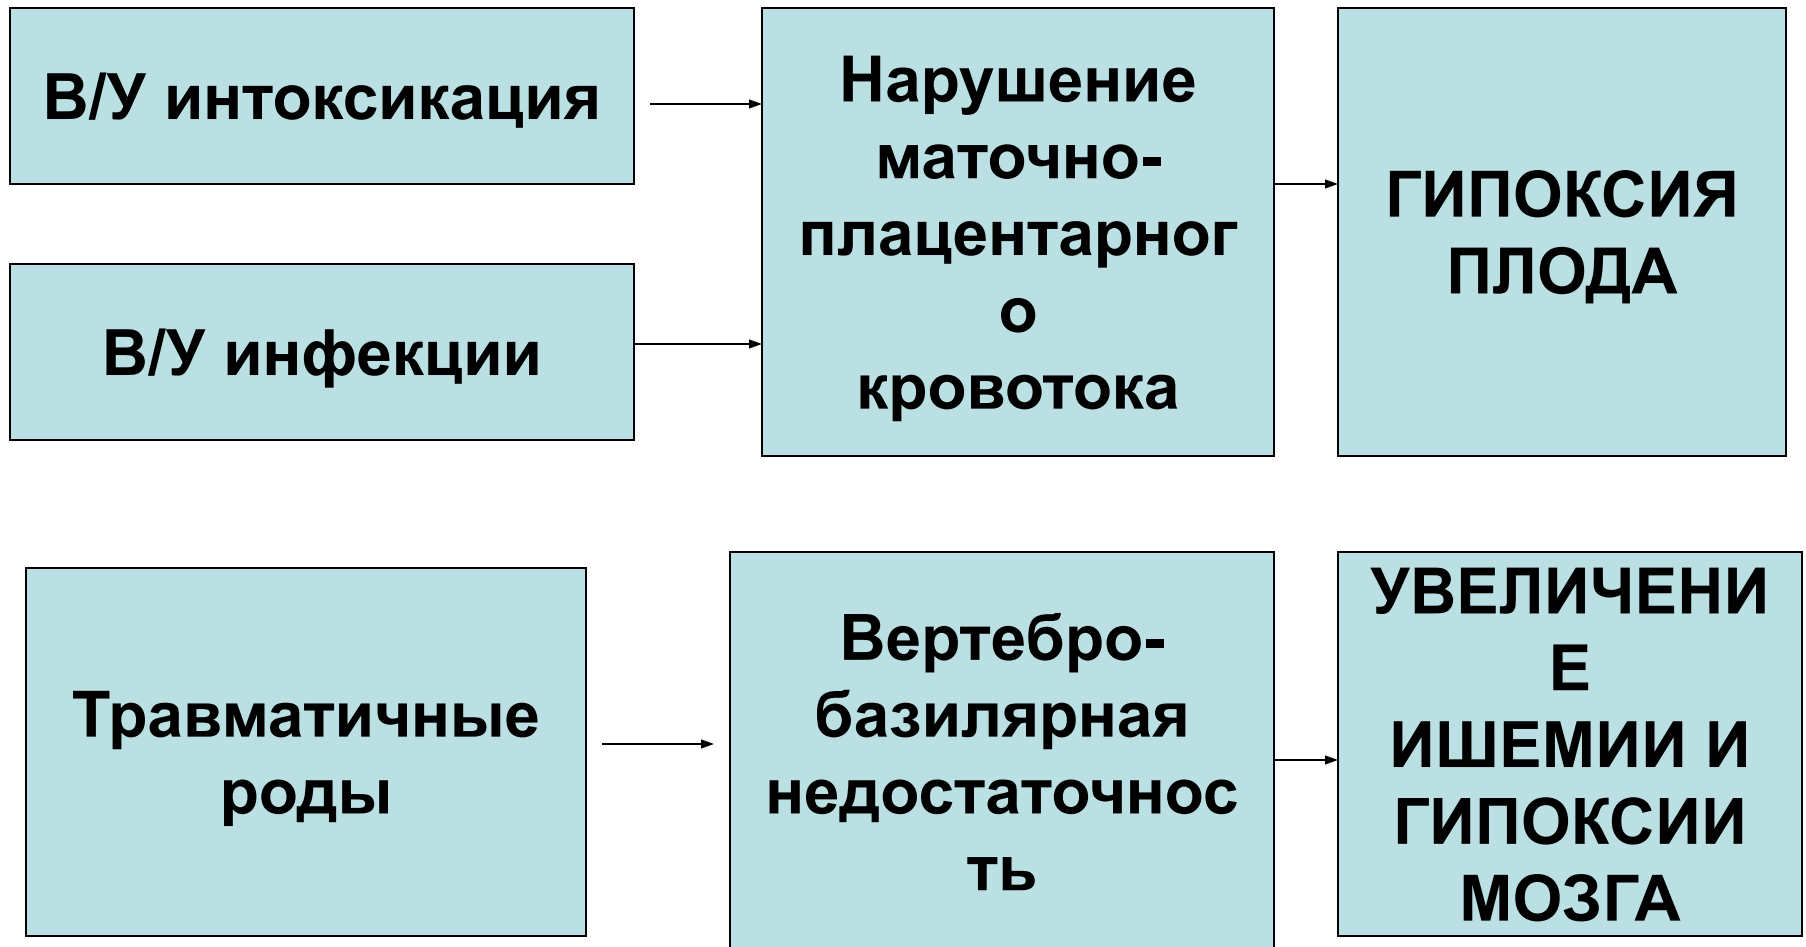 В/У интоксикация
В/У инфекции
Нарушение
маточно-
плацентарног
о
кровотока
ГИПОКСИЯ
ПЛОДА
Травматичные
роды
Вертебро-
базилярная
недостаточнос
ть
УВЕЛИЧЕНИ
Е
ИШЕМИИ И
ГИПОКСИИ
МОЗГА